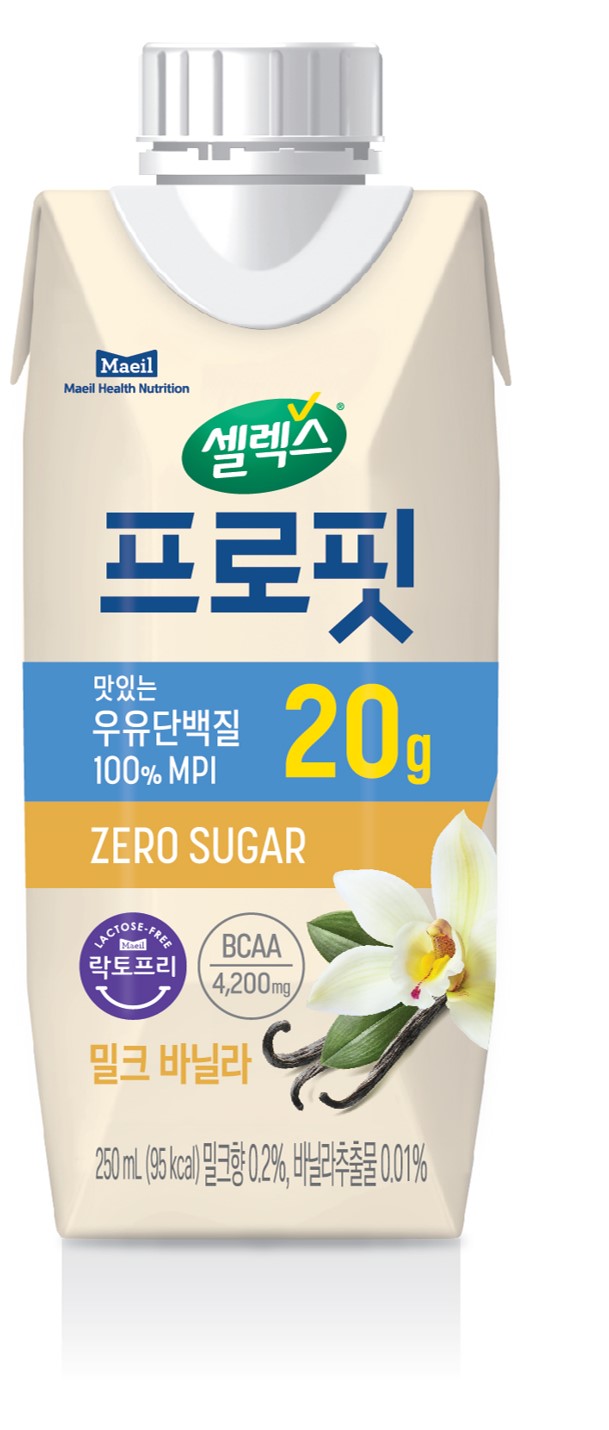 Maeil
Maeil Health Nutrition
셀렉스®
프로핏
맛있는
우유단백질
100% MPI
20g
ZERO SUGAR
LACTOSE-FREE
Maeil
락토프리
BCAA
4,200mg
밀크 바닐라
250 mL (95 kcal) 밀크향 0.2%, 바닐라추출물 0.01%